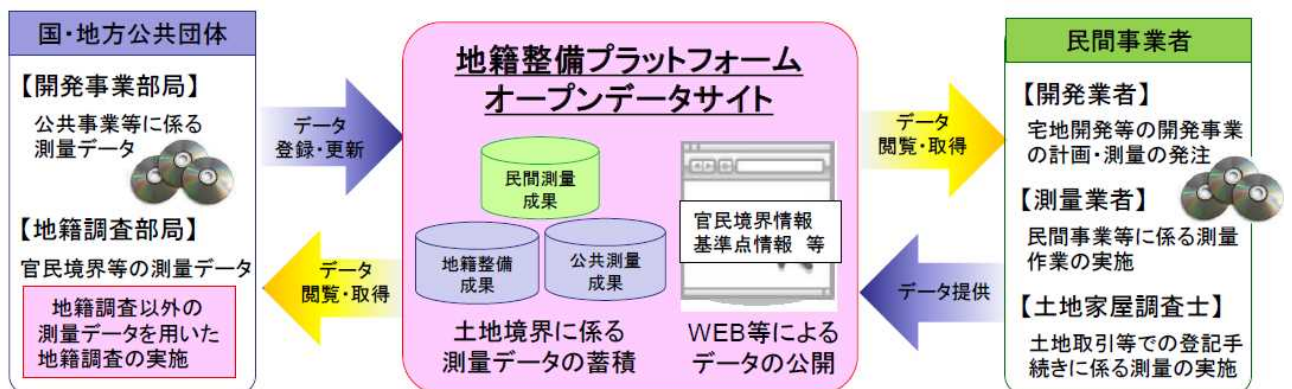 国・地方公共団体
【開発事業部局】
公共事業等に係る
測量データ
【地籍調査部局】
官民境界等の測量データ
地籍調査以外の
測量データを用いた
地籍調査の実施
データ
登録・更新
データ
閲覧・取得
地籍整備プラットフォーム
オープンデータサイト
民間測量
成果
地籍整備
成果
公共測量
成果
官民境界情報
基準点情報 等
土地境界に係る
測量データの蓄積
WEB等による
データの公開
データ
閲覧・取得
データ提供
民間事業者
【開発業者】
宅地開発等の開発事業
の計画・測量の発注
【測量業者】
民間事業等に係る測量
作業の実施
【土地家屋調査士】
土地取引等での登記手
続きに係る測量の実施